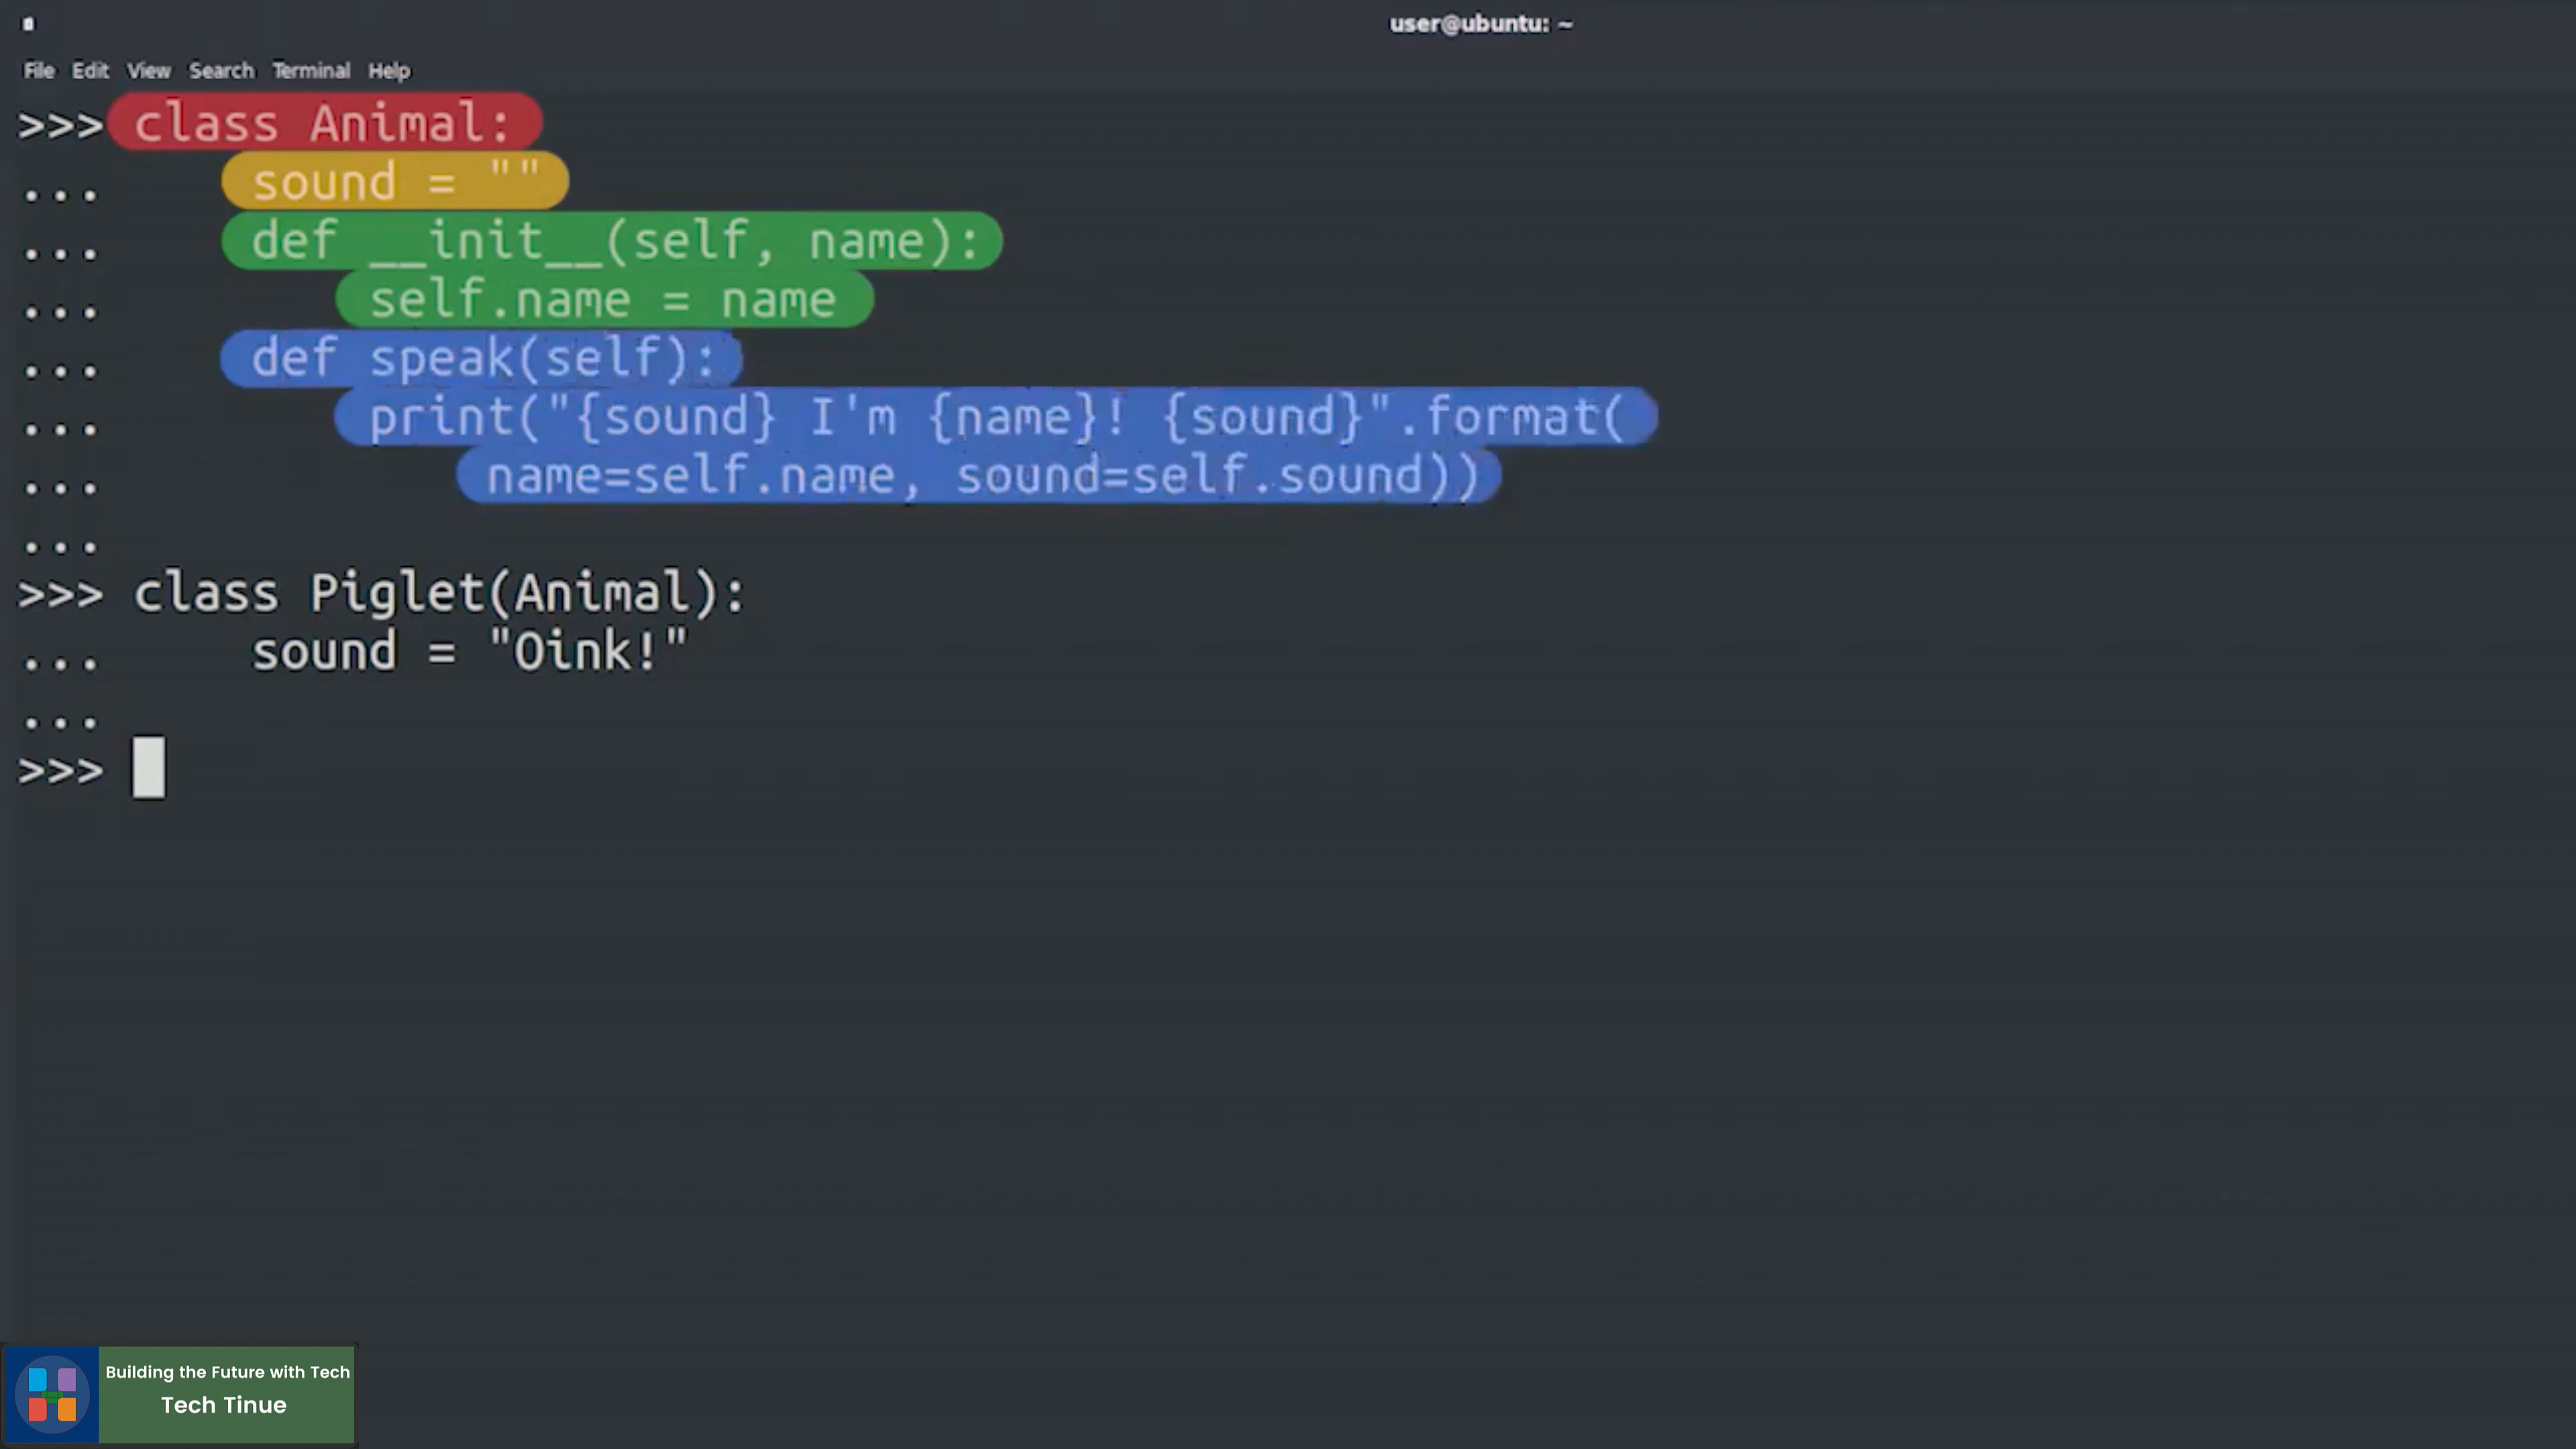 user@ubuntu: ~
File Edit View Search Terminal Help
>>> class Animal:
...     sound = ""
...     def __init__(self, name):
...         self.name = name
...     def speak(self):
...         print("{sound} I'm {name}! {sound}".format(
...             name=self.name, sound=self.sound))
...
>>> class Piglet(Animal):
...     sound = "Oink!"
...
>>>
Building the Future with Tech
Tech Tinue